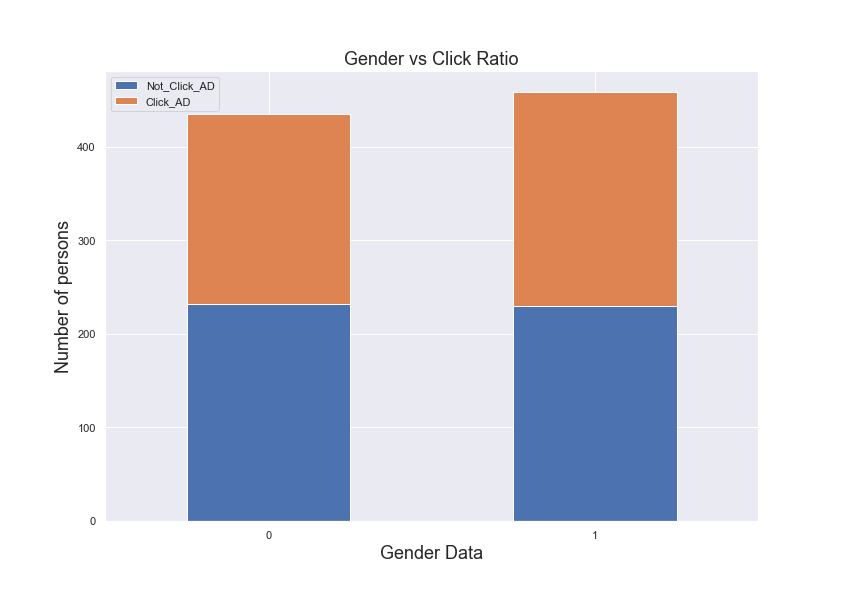 Gender vs Click Ratio
Not_Click_AD
Click_AD
400
300
200
100
0
Number of persons
0 1
Gender Data